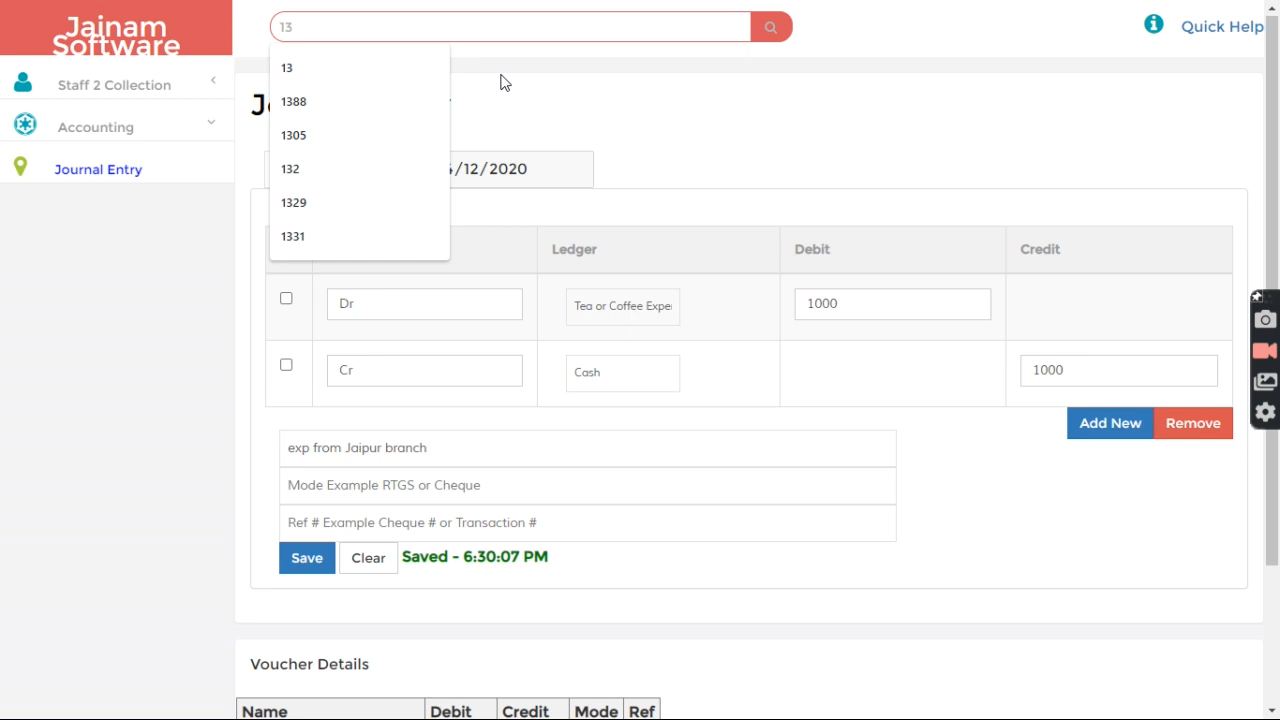 Jainam
Software
13
Quick Help
13
1388
1305
132
1329
1331
Staff 2 Collection
Accounting
Journal Entry
/12/2020
Ledger
Debit
Credit
Dr
Tea or Coffee Expe
1000
Cr
Cash
1000
Add New
Remove
exp from Jaipur branch
Mode Example RTGS or Cheque
Ref # Example Cheque # or Transaction #
Save
Clear
Saved - 6:30:07 PM
Voucher Details
Name
Debit
Credit
Mode
Ref